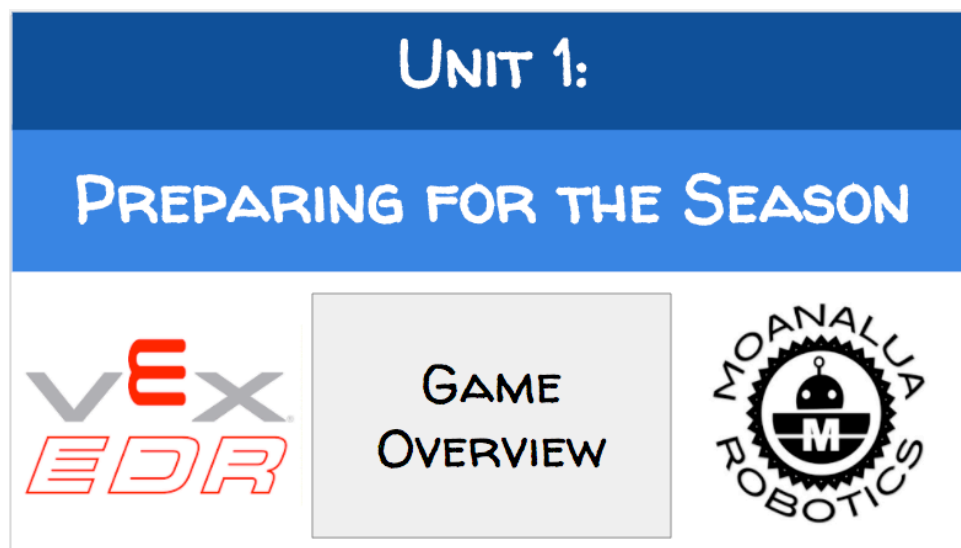 Unit 1:
Preparing for the Season
VEX
EDR
Game
Overview
MOANALUA
ROBOTICS
M